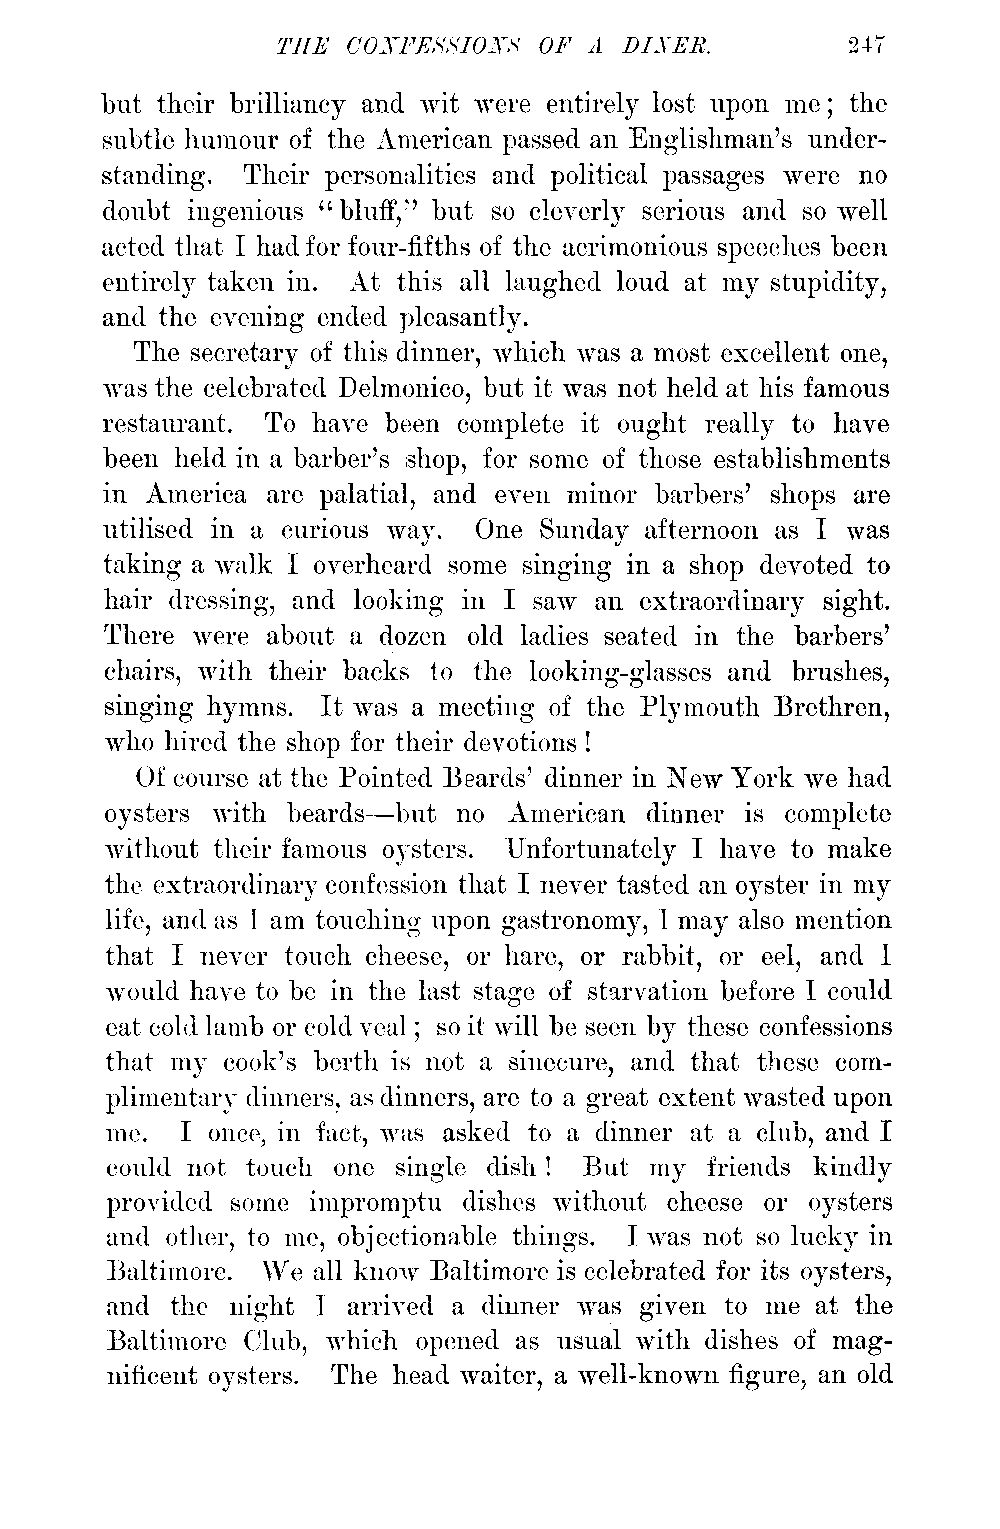 THE CONFESSIONS OF A DINER. 247
but their brilliancy and wit were entirely lost upon me; the
subtle humour of the American passed an Englishman's under-
standing. Their personalities and political passages were no
doubt ingenious "bluff," but so cleverly serious and so well
acted that I had for four-fifths of the acrimonious speeches been
entirely taken in. At this all laughed loud at my stupidity,
and the evening ended pleasantly.
The secretary of this dinner, which was a most excellent one,
was the celebrated Delmonico, but it was not held at his famous
restaurant. To have been complete it ought really to have
been held in a barber's shop, for some of those establishments
in America are palatial, and even minor barbers' shops are
utilised in a curious way. One Sunday afternoon as I was
taking a walk I overheard some singing in a shop devoted to
hair dressing, and looking in I saw an extraordinary sight.
There were about a dozen old ladies seated in the barbers'
chairs, with their backs to the looking-glasses and brushes,
singing hymns. It was a meeting of the Plymouth Brethren,
who hired the shop for their devotions!
Of course at the Pointed Beards' dinner in New York we had
oysters with beards—but no American dinner is complete
without their famous oysters. Unfortunately I have to make
the extraordinary confession that I never tasted an oyster in my
life, and as I am touching upon gastronomy, I may also mention
that I never touch cheese, or hare, or rabbit, or eel, and I
would have to be in the last stage of starvation before I could
eat cold lamb or cold veal; so it will be seen by these confessions
that my cook's berth is not a sinecure, and that these com-
plimentary dinners, as dinners, are to a great extent wasted upon
me. I once, in fact, was asked to a dinner at a club, and I
could not touch one single dish! But my friends kindly
provided some impromptu dishes without cheese or oysters
and other, to me, objectionable things. I was not so lucky in
Baltimore. We all know Baltimore is celebrated for its oysters,
and the night I arrived a dinner was given to me at the
Baltimore Club, which opened as usual with dishes of mag-
nificent oysters. The head waiter, a well-known figure, an old